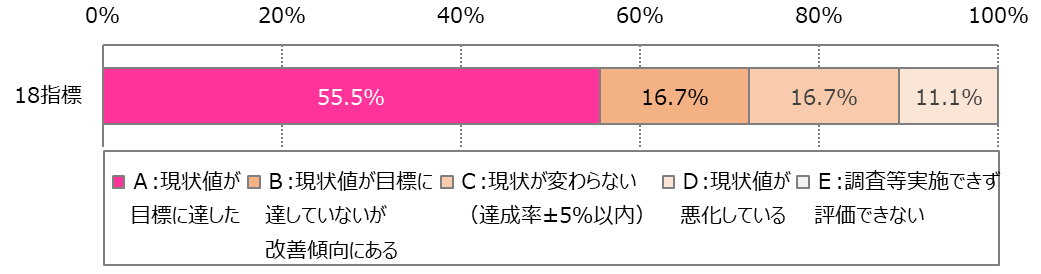 0% 20% 40% 60% 80% 100%
18指標 55.5% 16.7% 16.7% 11.1%
A:現状値が B:現状値が目標に C:現状が変わらない D:現状値が E:調査等実施できず
目標に達した 達していないが （達成率±5%以内） 悪化している 評価できない
改善傾向にある